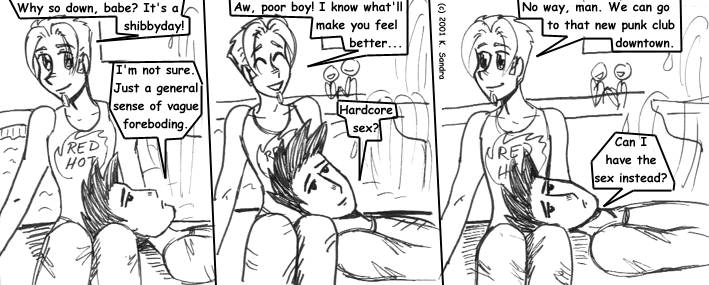 Why so down, babe? It's a
shibbyday!
I'm not sure.
Just a general
sense of vague
foreboding.
RED
HOT
Aw, poor boy! I know what'll
make you feel
better...
Hardcore
sex?
R
(c) 2001 K. Sandra
No way, man. We can go
to that new punk club
downtown.
Can I
have the
sex instead?
RE
H